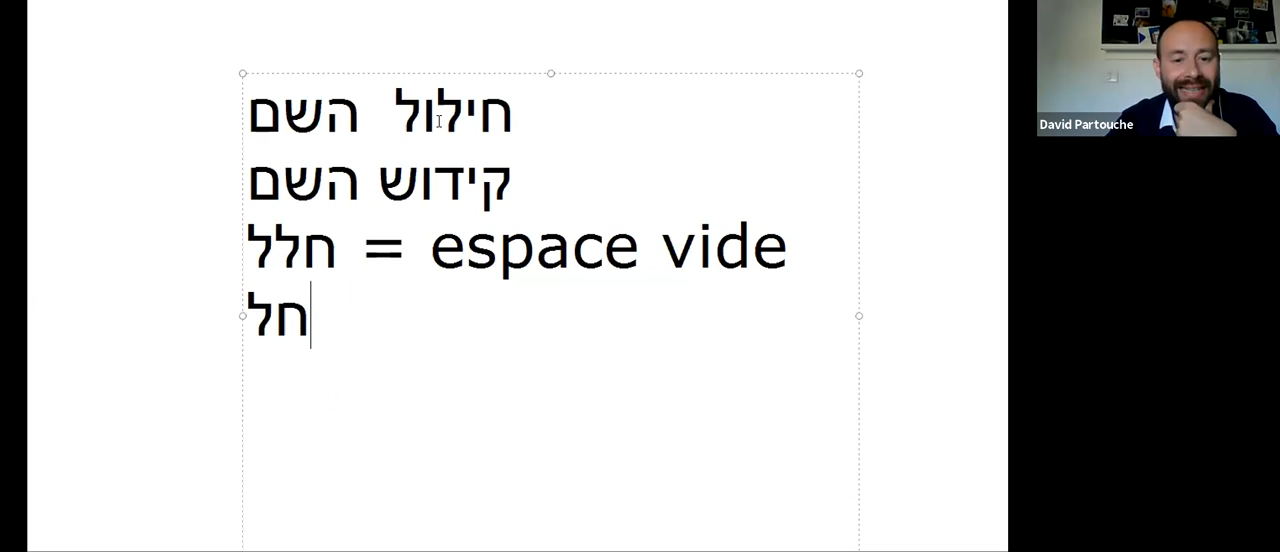 חילול השם
קידוש השם
חלל = espace vide
חל
David Partouche